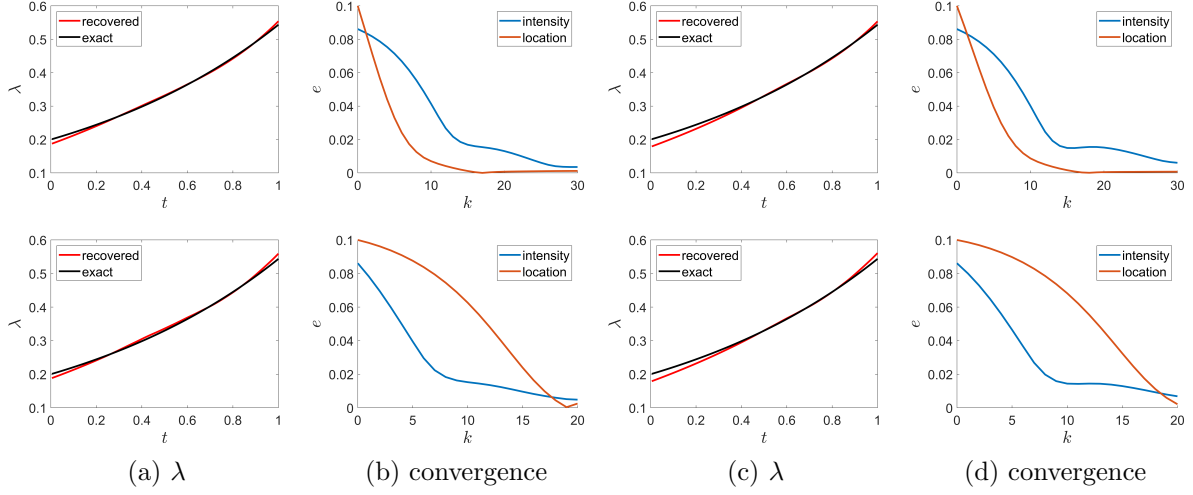 0.6
0.5
0.4
0.3
0.2
0.1
λ
recovered
exact
0 0.2 0.4 0.6 0.8 1
t
0.1
0.08
0.06
0.04
0.02
0
e
intensity
location
0 10 20 30
k
0.6
0.5
0.4
0.3
0.2
0.1
λ
recovered
exact
0 0.2 0.4 0.6 0.8 1
t
0.1
0.08
0.06
0.04
0.02
0
e
intensity
location
0 10 20 30
k
0.6
0.5
0.4
0.3
0.2
0.1
λ
recovered
exact
0 0.2 0.4 0.6 0.8 1
t
0.1
0.08
0.06
0.04
0.02
0
e
intensity
location
0 5 10 15 20
k
0.6
0.5
0.4
0.3
0.2
0.1
λ
recovered
exact
0 0.2 0.4 0.6 0.8 1
t
0.1
0.08
0.06
0.04
0.02
0
e
intensity
location
0 5 10 15 20
k
(a) λ
(b) convergence
(c) λ
(d) convergence